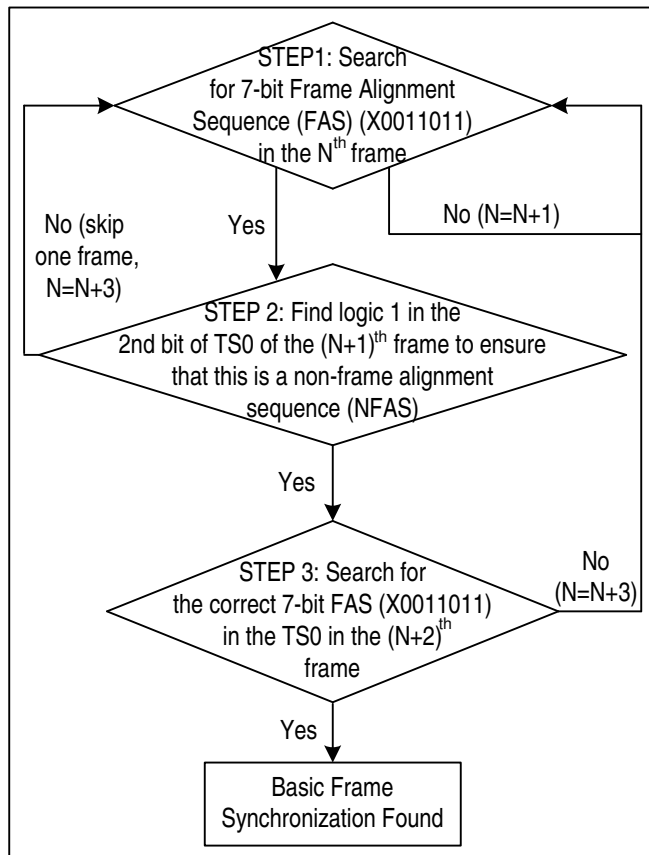 STEP1: Search
for 7-bit Frame Alignment
Sequence (FAS) (X0011011)
in the Nth frame
No (N=N+1)
Yes
No (skip
one frame,
N=N+3)
STEP 2: Find logic 1 in the
2nd bit of TS0 of the (N+1)th frame to ensure
that this is a non-frame alignment
sequence (NFAS)
Yes
STEP 3: Search for
the correct 7-bit FAS (X0011011)
in the TS0 in the (N+2)th
frame
No
(N=N+3)
Yes
Basic Frame
Synchronization Found